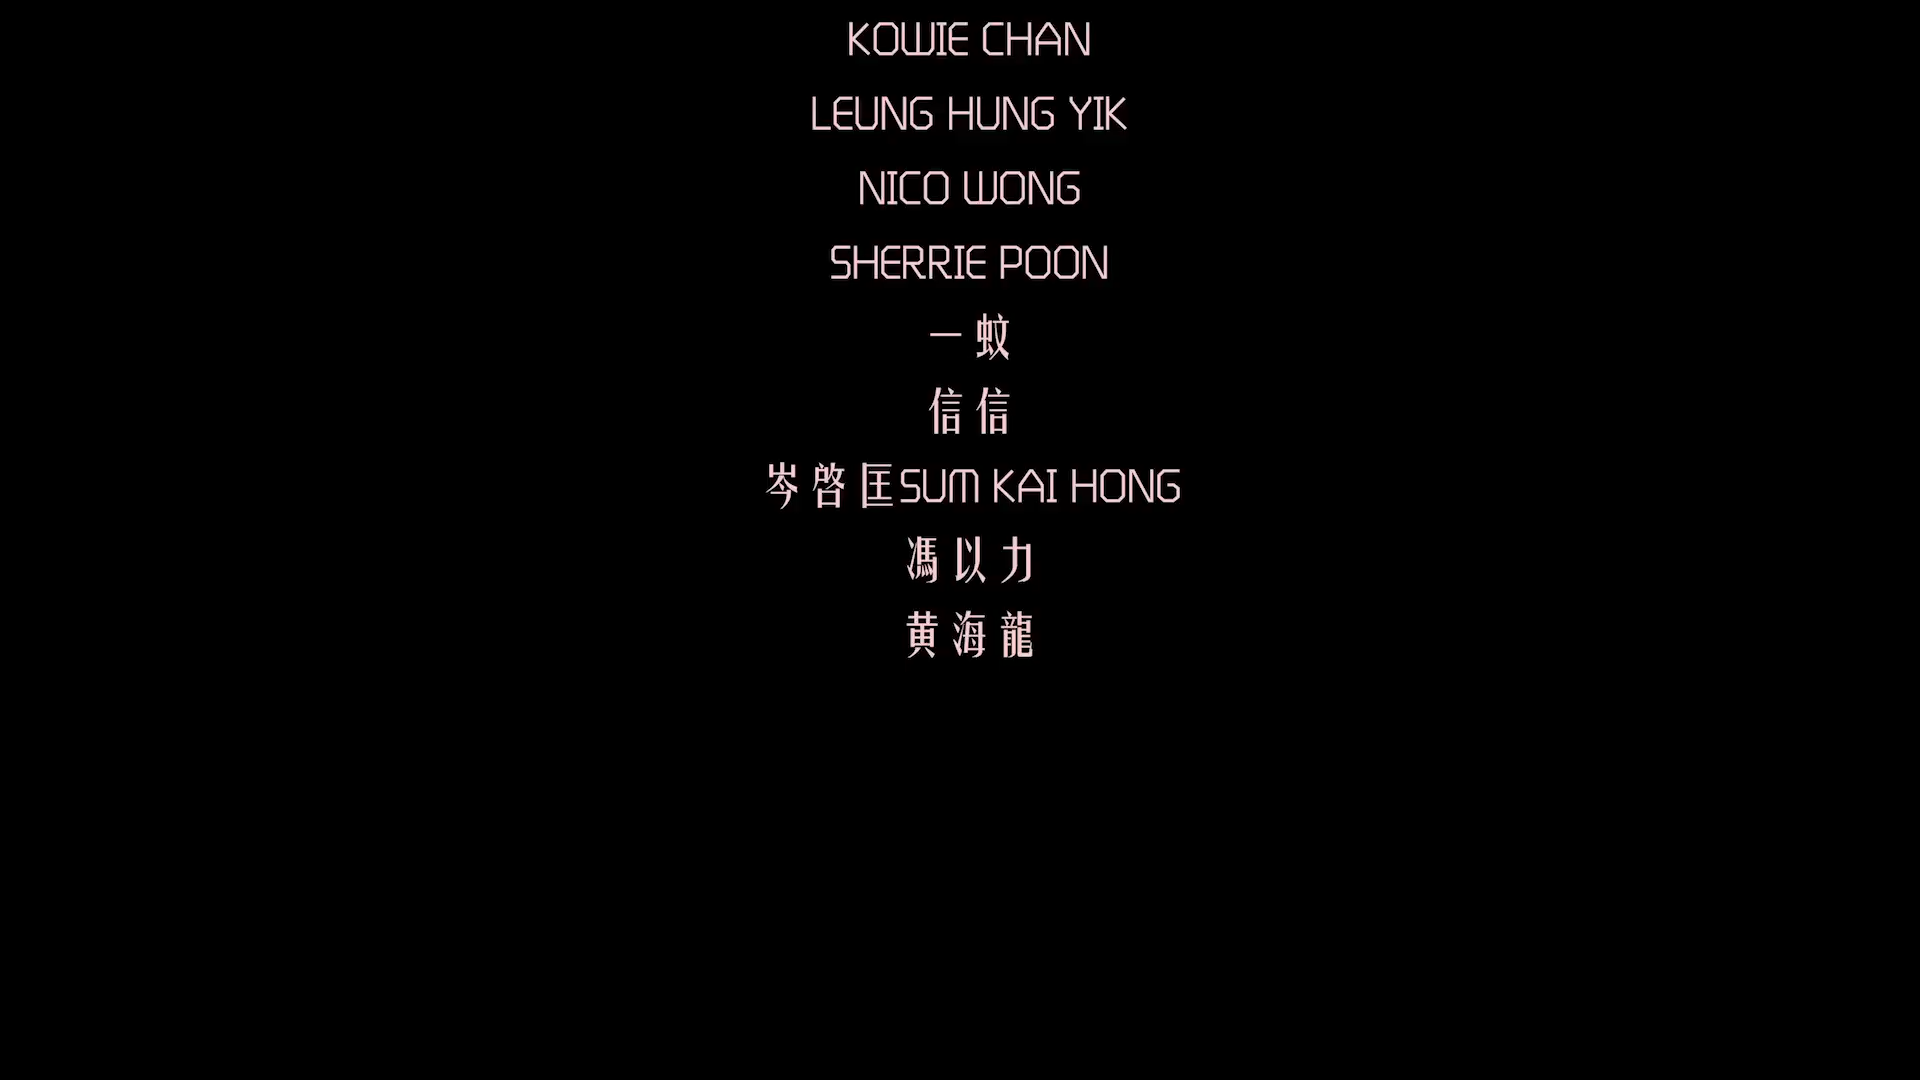 KOWIE CHAN
LEUNG HUNG YIK
NICO WONG
SHERRIE POON
一蚊
信信
岑啓匡SUM KAI HONG
馮以力
黄海龍